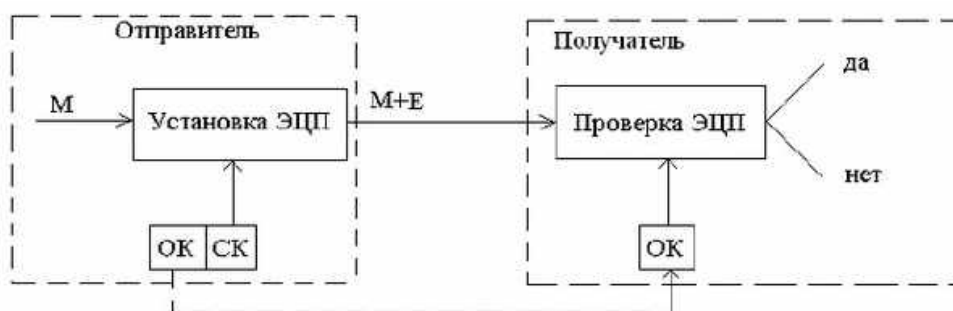 Отправитель
Получатель
да
М
Установка ЭЦП
М+Е
Проверка ЭЦП
нет
ОК
СК
ОК